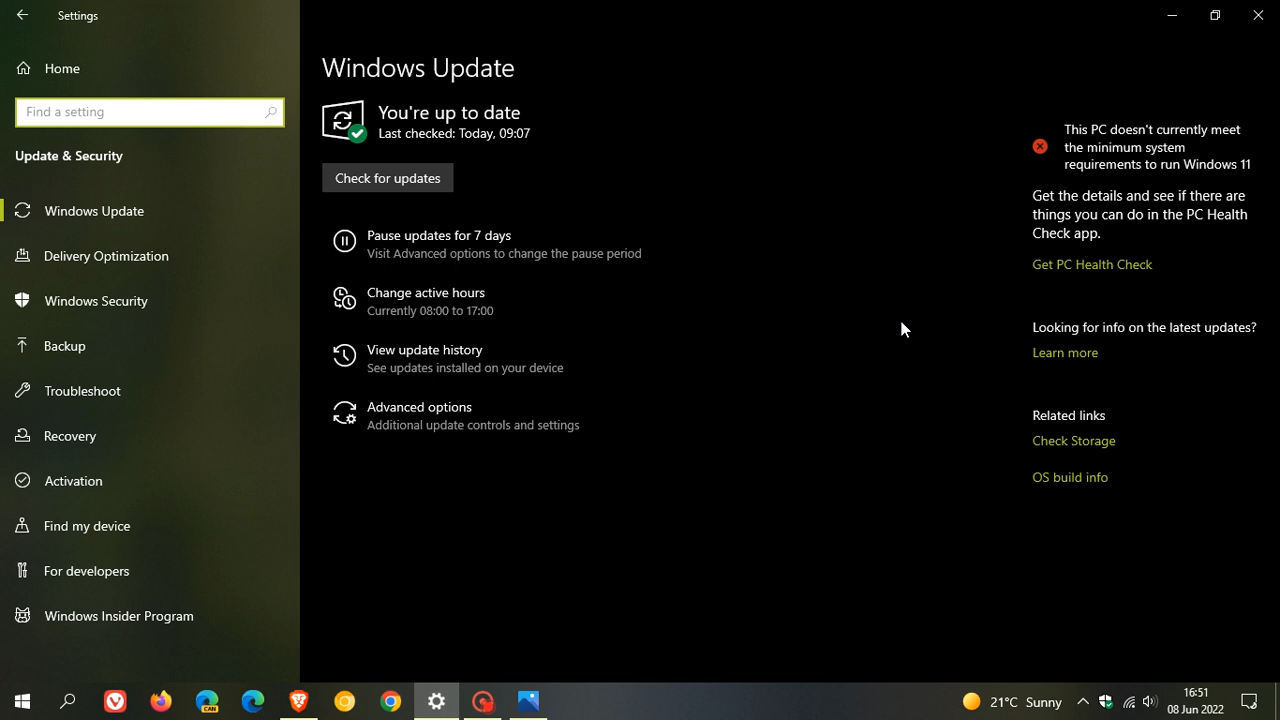 Settings
Home
Find a setting
Update & Security
Windows Update
Delivery Optimization
Windows Security
Backup
Troubleshoot
Recovery
Activation
Find my device
For developers
Windows Insider Program
Windows Update
You're up to date
Last checked: Today, 09:07
Check for updates
Pause updates for 7 days
Visit Advanced options to change the pause period
Change active hours
Currently 08:00 to 17:00
View update history
See updates installed on your device
Advanced options
Additional update controls and settings
This PC doesn't currently meet
the minimum system
requirements to run Windows 11
Get the details and see if there are
things you can do in the PC Health
Check app.
Get PC Health Check
Looking for info on the latest updates?
Learn more
Related links
Check Storage
OS build info
CAN
21°C Sunny
16:51
08 Jun 2022